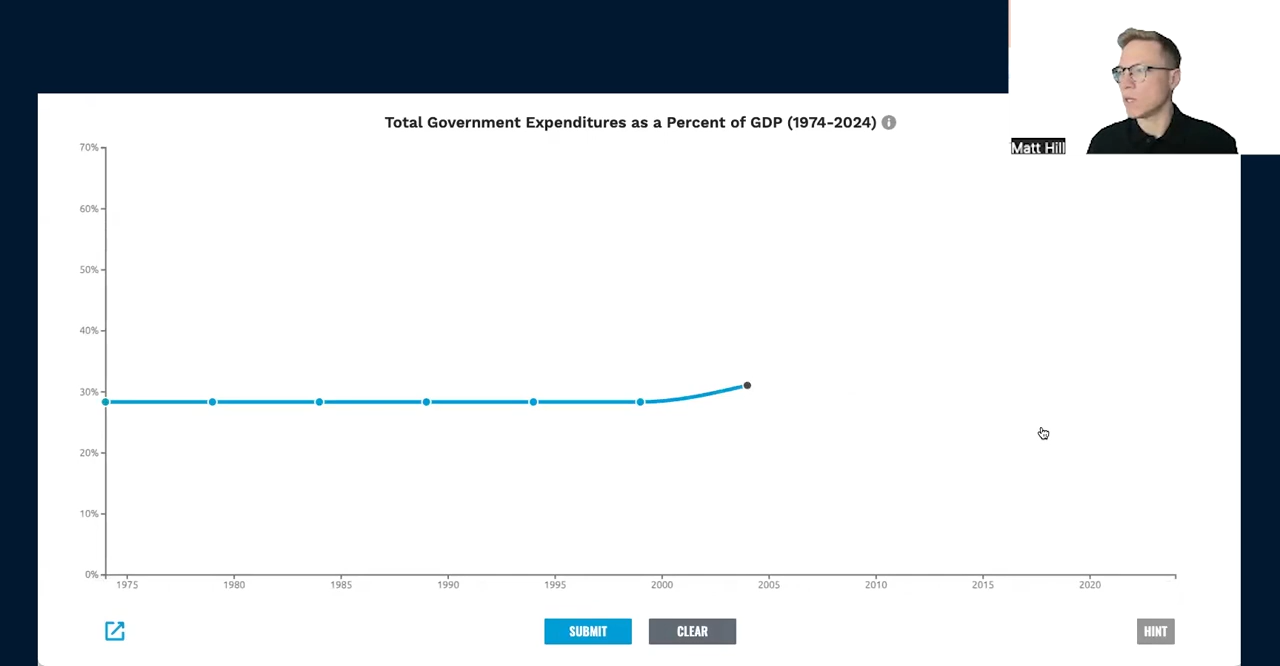 Total Government Expenditures as a Percent of GDP (1974-2024) i
Matt Hill
70%
60%
50%
40%
30%
20%
10%
0%
1975 1980 1985 1990 1995 2000 2005 2010 2015 2020
SUBMIT CLEAR HINT